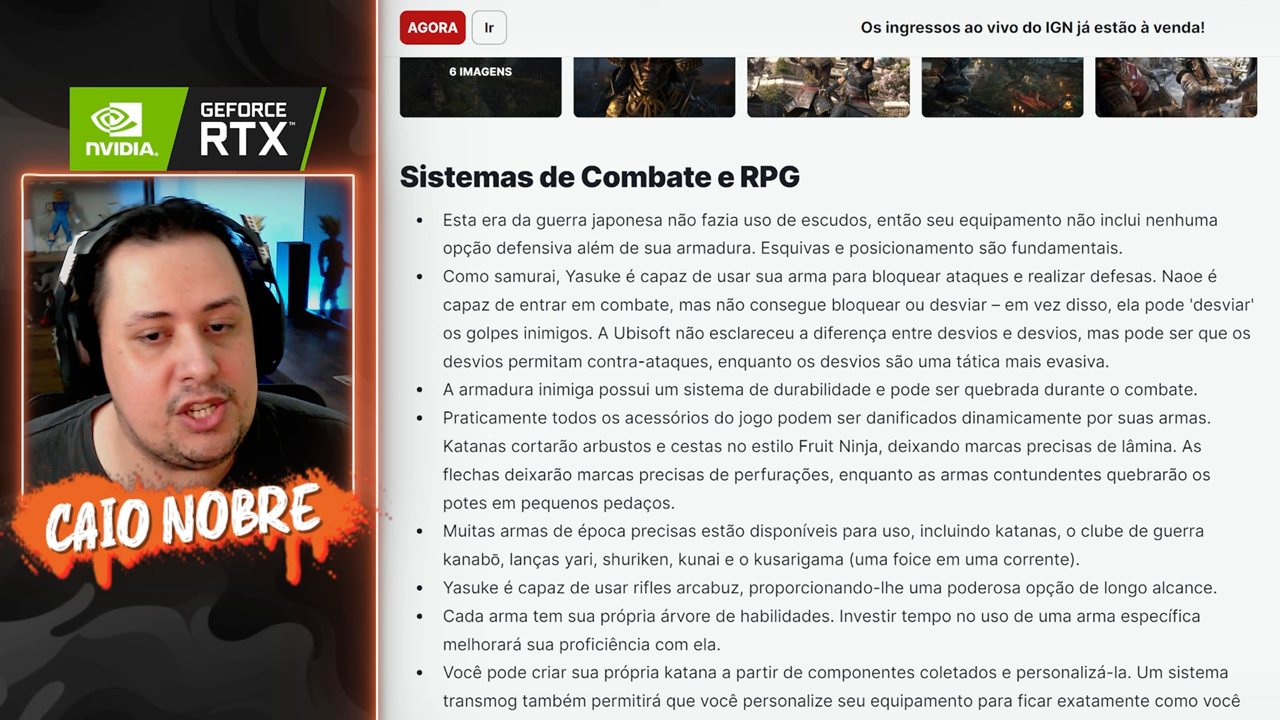 AGORA
Ir
Os ingressos ao vivo do IGN já estão à venda!
6 IMAGENS
NVIDIA.
GEFORCE
RTX™
CAIO NOBRE
Sistemas de Combate e RPG
• Esta era da guerra japonesa não fazia uso de escudos, então seu equipamento não inclui nenhuma
opção defensiva além de sua armadura. Esquivas e posicionamento são fundamentais.
• Como samurai, Yasuke é capaz de usar sua arma para bloquear ataques e realizar defesas. Naoe é
capaz de entrar em combate, mas não consegue bloquear ou desviar – em vez disso, ela pode 'desviar'
os golpes inimigos. A Ubisoft não esclareceu a diferença entre desvios e desvios, mas pode ser que os
desvios permitam contra-ataques, enquanto os desvios são uma tática mais evasiva.
• A armadura inimiga possui um sistema de durabilidade e pode ser quebrada durante o combate.
• Praticamente todos os acessórios do jogo podem ser danificados dinamicamente por suas armas.
Katanas cortarão arbustos e cestas no estilo Fruit Ninja, deixando marcas precisas de lâmina. As
flechas deixarão marcas precisas de perfurações, enquanto as armas contundentes quebrarão os
potes em pequenos pedaços.
• Muitas armas de época precisas estão disponíveis para uso, incluindo katanas, o clube de guerra
kanabō, lanças yari, shuriken, kunai e o kusarigama (uma foice em uma corrente).
• Yasuke é capaz de usar rifles arcabuz, proporcionando-lhe uma poderosa opção de longo alcance.
• Cada arma tem sua própria árvore de habilidades. Investir tempo no uso de uma arma específica
melhorará sua proficiência com ela.
• Você pode criar sua própria katana a partir de componentes coletados e personalizá-la. Um sistema
transmog também permitirá que você personalize seu equipamento para ficar exatamente como você